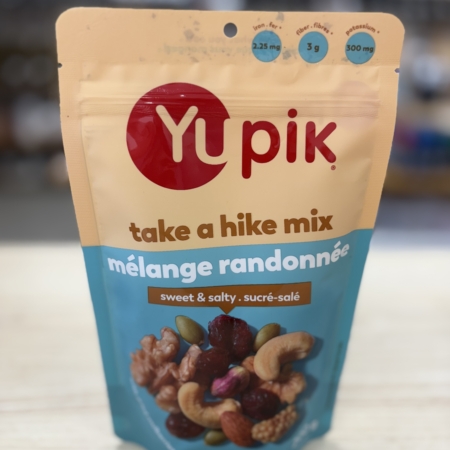 iron . fer *
fiber . fibres *
potassium *
2.25 mg
3 g
300 mg
Yupik
take a hike mix
mélange randonnée
sweet & salty . sucré-salé